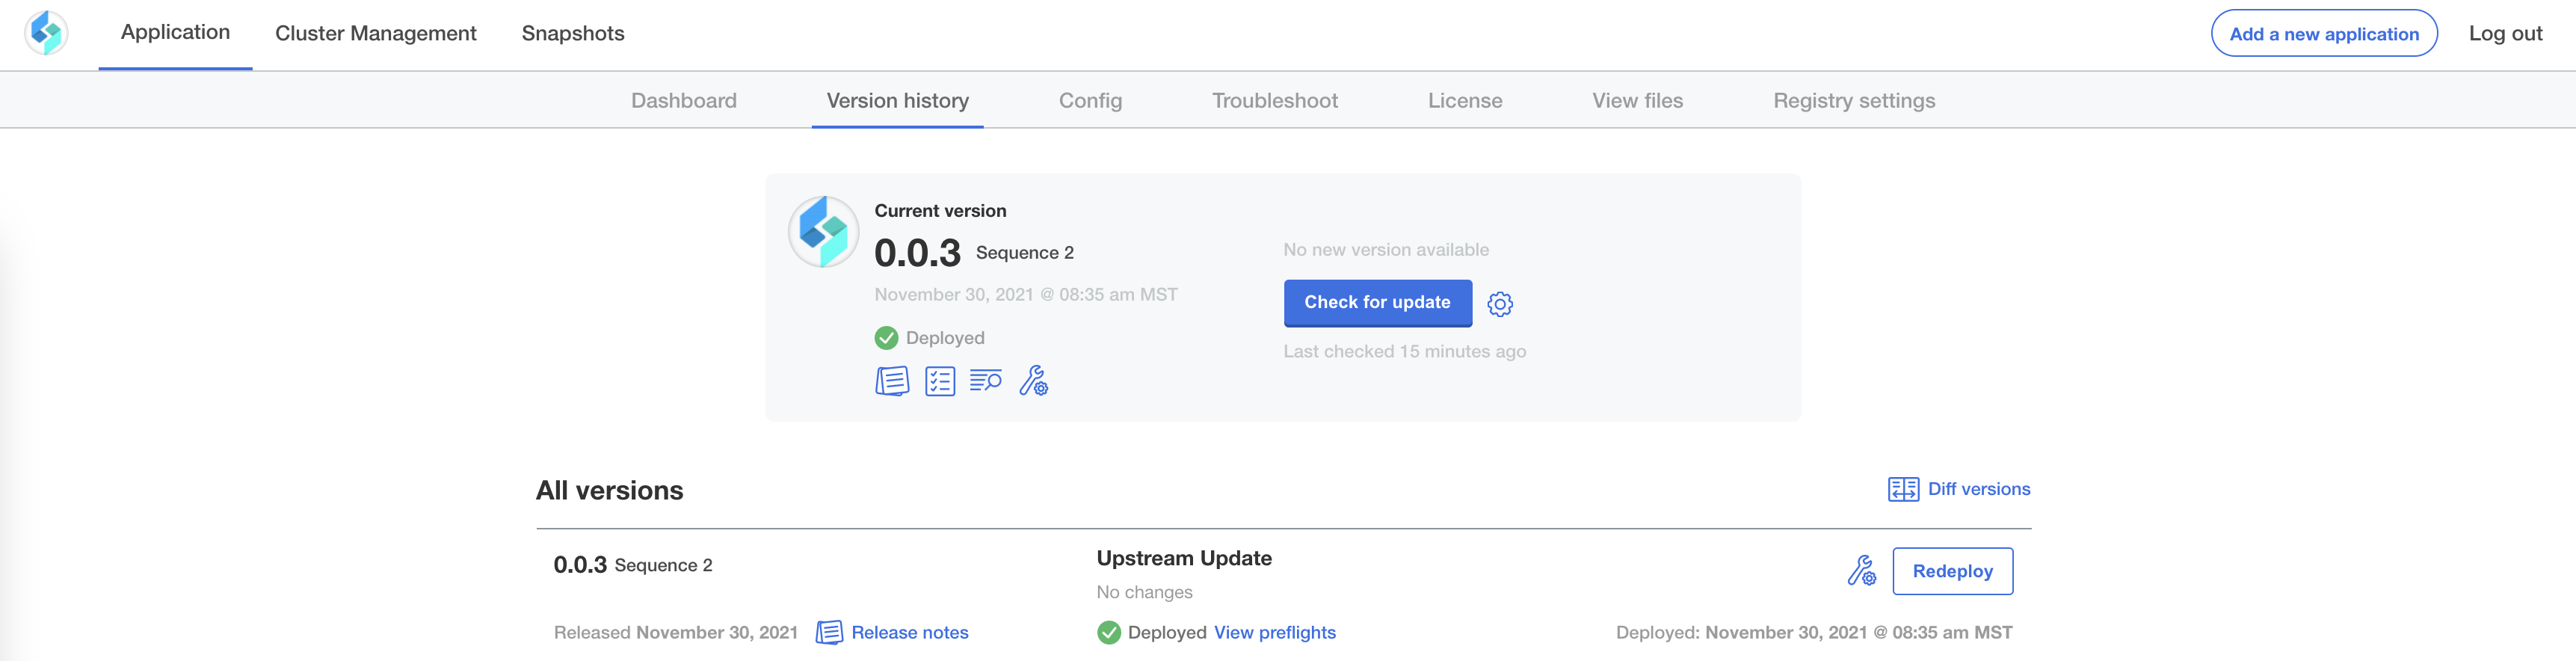 Application Cluster Management Snapshots Add a new application Log out
Dashboard Version history Config Troubleshoot License View files Registry settings
Current version
0.0.3 Sequence 2
November 30, 2021 @ 08:35 am MST
Deployed
No new version available
Check for update
Last checked 15 minutes ago
All versions Diff versions
0.0.3 Sequence 2
Released November 30, 2021 Release notes
Upstream Update
No changes
Deployed View preflights
Redeploy
Deployed: November 30, 2021 @ 08:35 am MST